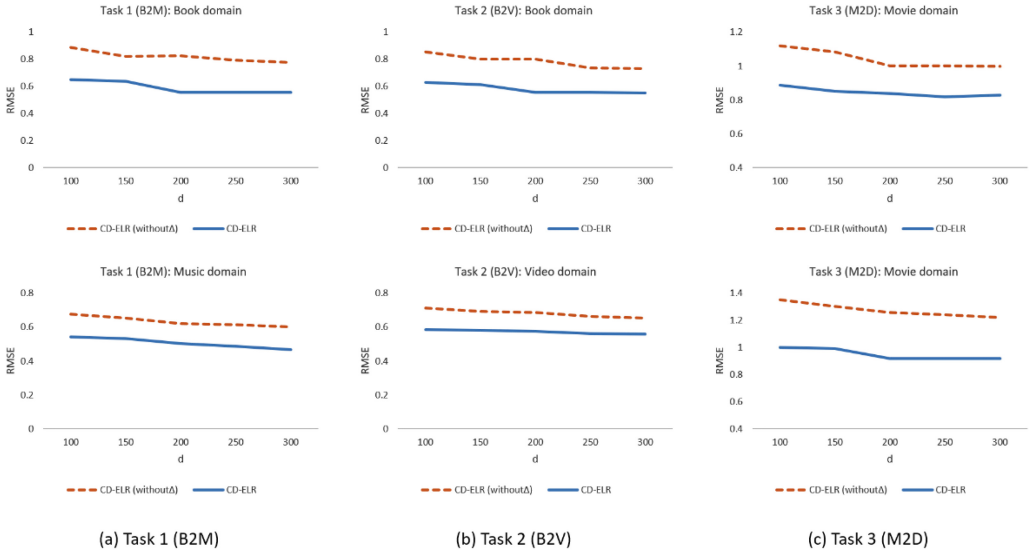 Task 1 (B2M): Book domain
1
0.8
0.6
0.4
0.2
0
RMSE
100 150 200 250 300
d
CD-ELR (withoutΔ) CD-ELR
Task 2 (B2V): Book domain
1
0.8
0.6
0.4
0.2
0
RMSE
100 150 200 250 300
d
CD-ELR (withoutΔ) CD-ELR
Task 3 (M2D): Movie domain
1.2
1
0.8
0.6
0.4
RMSE
100 150 200 250 300
d
CD-ELR (withoutΔ) CD-ELR
Task 1 (B2M): Music domain
0.8
0.6
0.4
0.2
0
RMSE
100 150 200 250 300
d
CD-ELR (withoutΔ) CD-ELR
Task 2 (B2V): Video domain
0.8
0.6
0.4
0.2
0
RMSE
100 150 200 250 300
d
CD-ELR (withoutΔ) CD-ELR
Task 3 (M2D): Movie domain
1.4
1.2
1
0.8
0.6
0.4
RMSE
100 150 200 250 300
d
CD-ELR (withoutΔ) CD-ELR
(a) Task 1 (B2M)
(b) Task 2 (B2V)
(c) Task 3 (M2D)